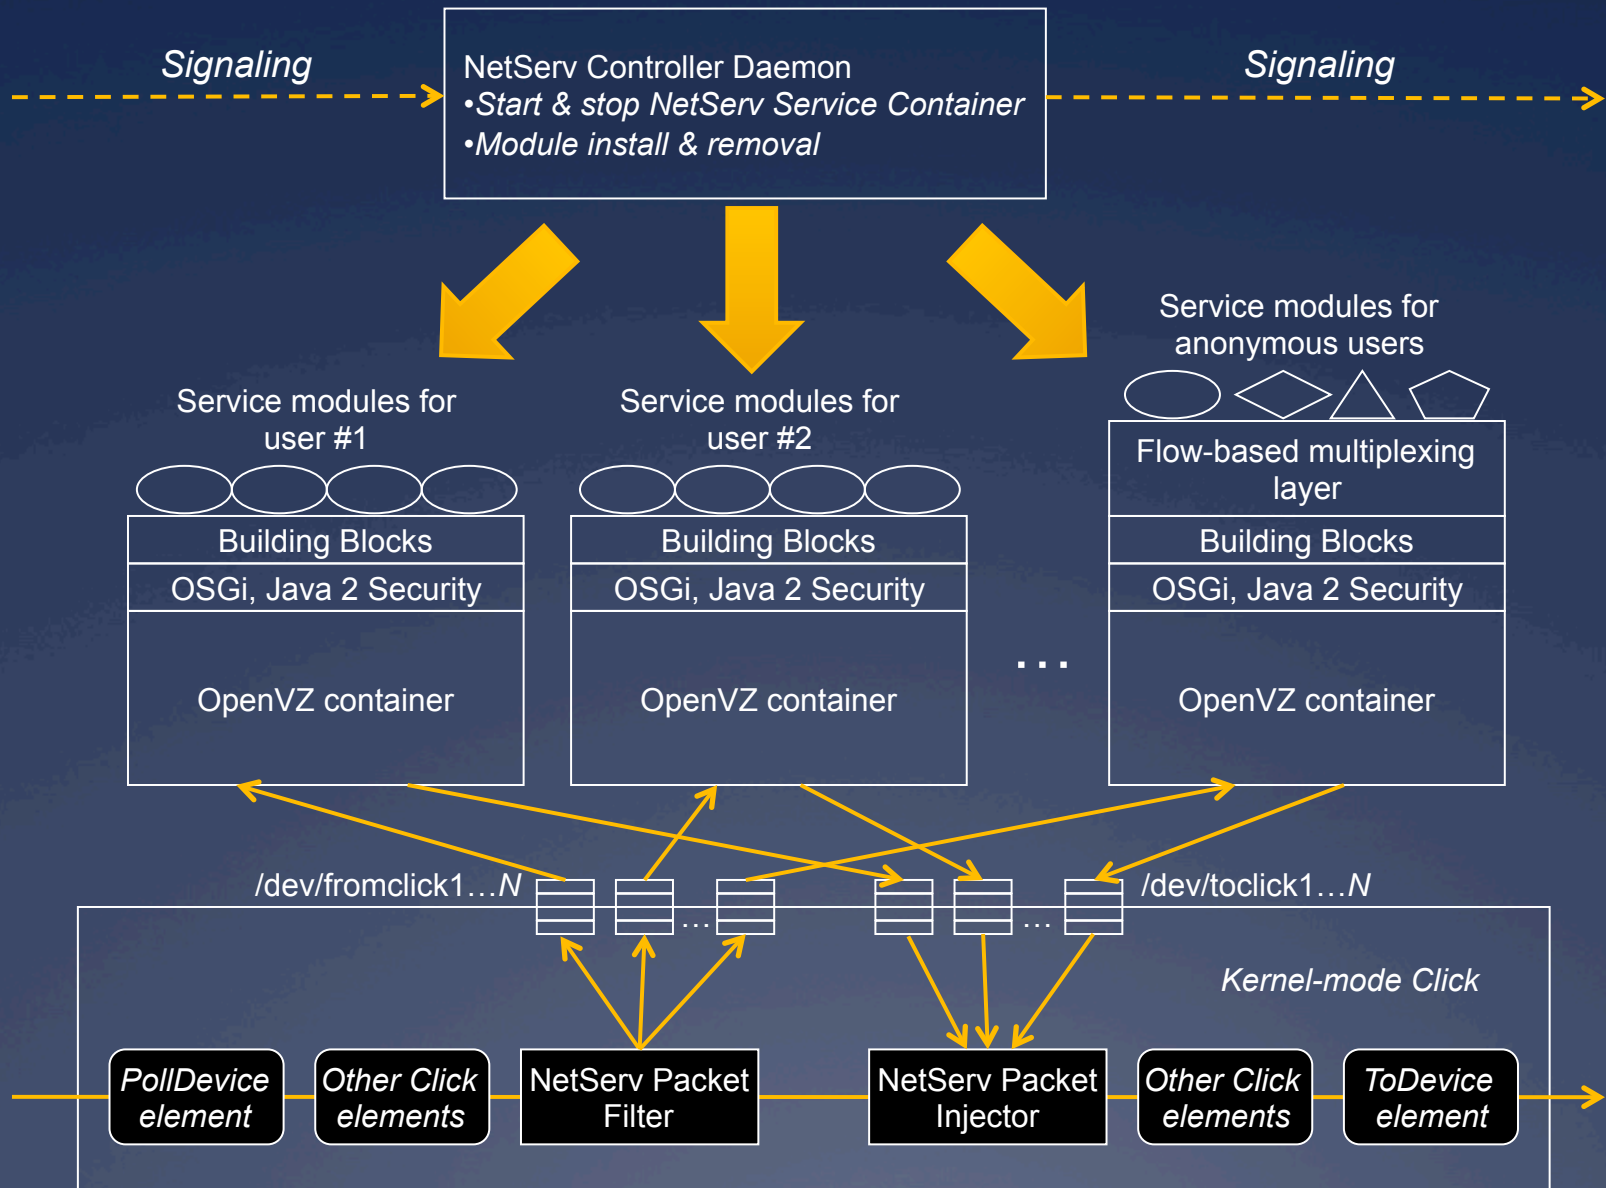 Signaling
NetServ Controller Daemon
•Start & stop NetServ Service Container
•Module install & removal
Signaling
Service modules for
user #1
Service modules for
user #2
Service modules for
anonymous users
Flow-based multiplexing
layer
Building Blocks
Building Blocks
Building Blocks
OSGi, Java 2 Security
OSGi, Java 2 Security
OSGi, Java 2 Security
OpenVZ container
OpenVZ container
...
OpenVZ container
/dev/fromclick1…N
...
...
/dev/toclick1…N
Kernel-mode Click
PollDevice
element
Other Click
elements
NetServ Packet
Filter
NetServ Packet
Injector
Other Click
elements
ToDevice
element